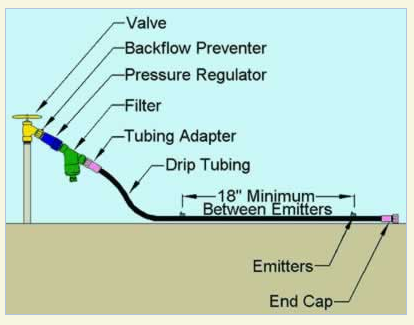 Valve
Backflow Preventer
Pressure Regulator
Filter
Tubing Adapter
Drip Tubing
18" Minimum
Between Emitters
Emitters
End Cap